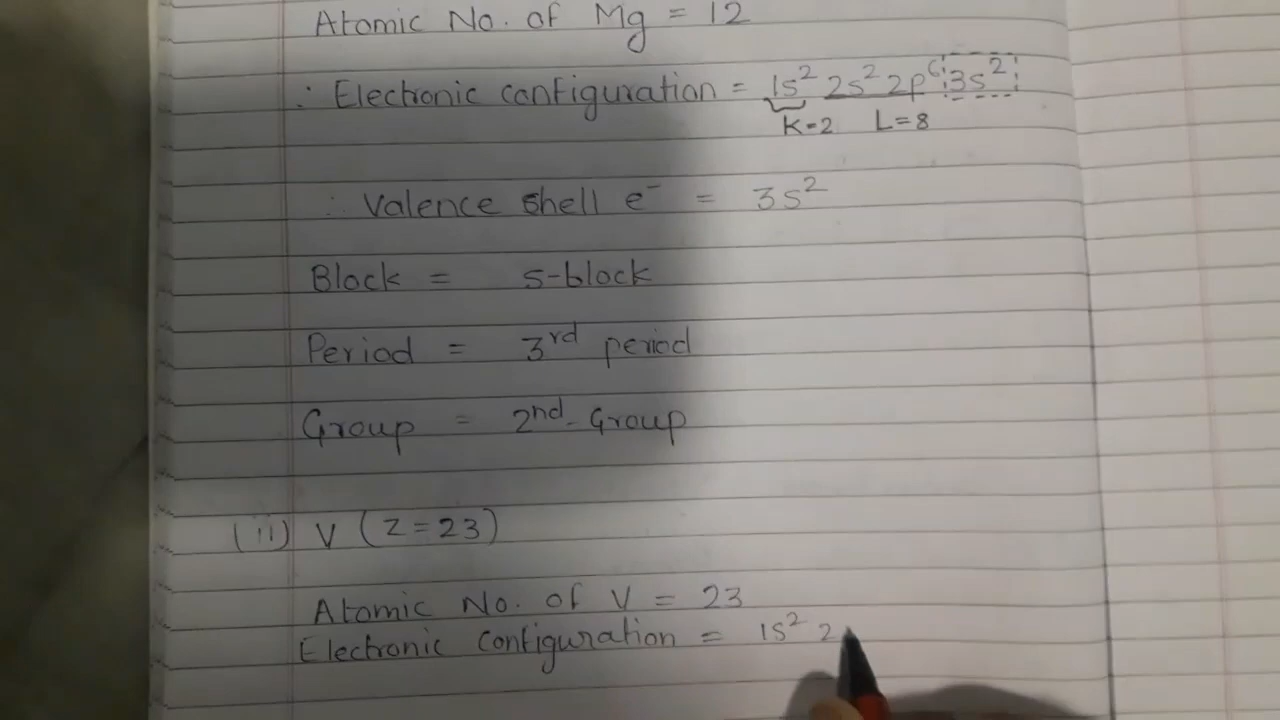 Atomic No. of Mg = 12
∴ Electronic configuration = 1s² 2s² 2p⁶ 3s²
K=2 L=8
∴ Valence shell e⁻ = 3s²
Block = s-block
Period = 3rd period
Group = 2nd Group
(ii) V (Z=23)
Atomic No. of V = 23
Electronic configuration = 1s² 2